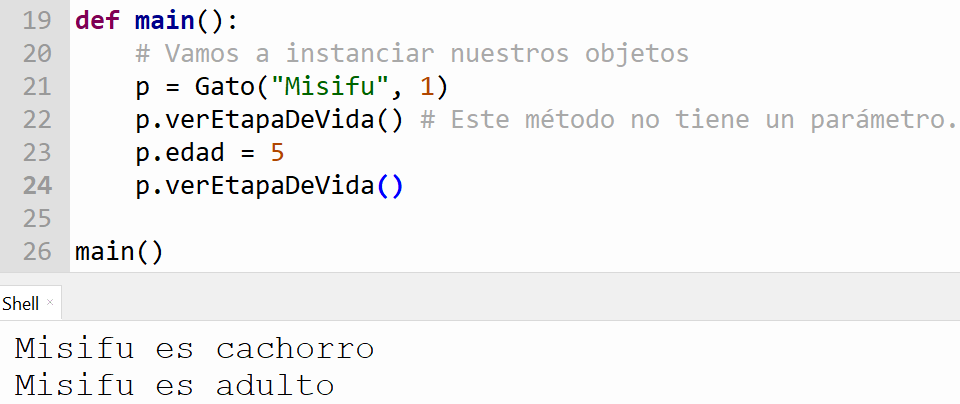 19 def main():
20     # Vamos a instanciar nuestros objetos
21     p = Gato("Misifu", 1)
22     p.verEtapaDeVida() # Este método no tiene un parámetro.
23     p.edad = 5
24     p.verEtapaDeVida()
25
26 main()
Shell ×
Misifu es cachorro
Misifu es adulto